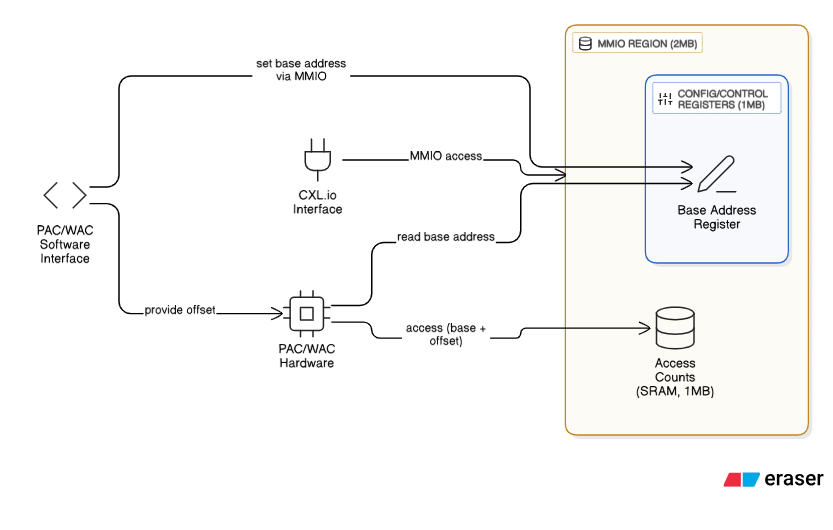 MMIO REGION (2MB)
set base address
via MMIO
CONFIG/CONTROL
REGISTERS (1MB)
MMIO access
CXL.io
Interface
Base Address
Register
PAC/WAC
Software
Interface
read base address
provide offset
access (base +
offset)
PAC/WAC
Hardware
Access
Counts
(SRAM, 1MB)
eraser